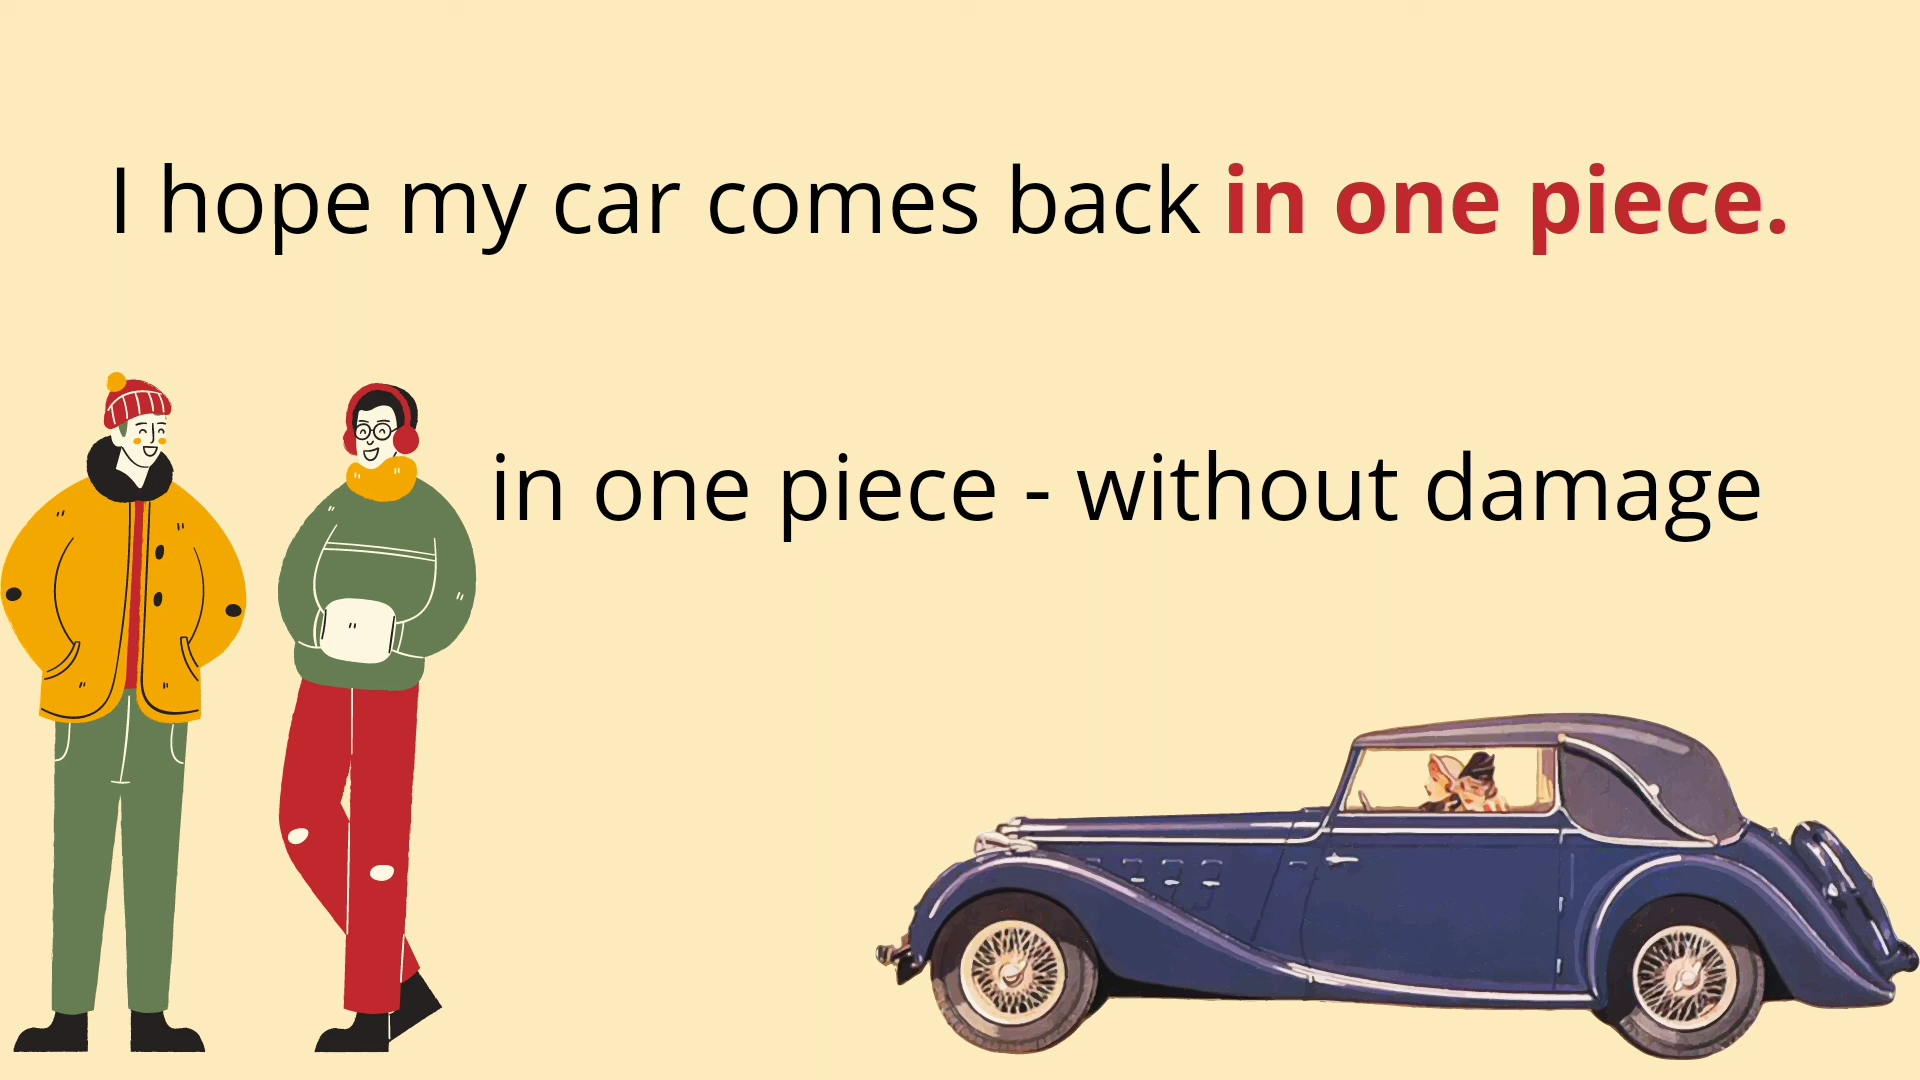 I hope my car comes back in one piece.
in one piece - without damage